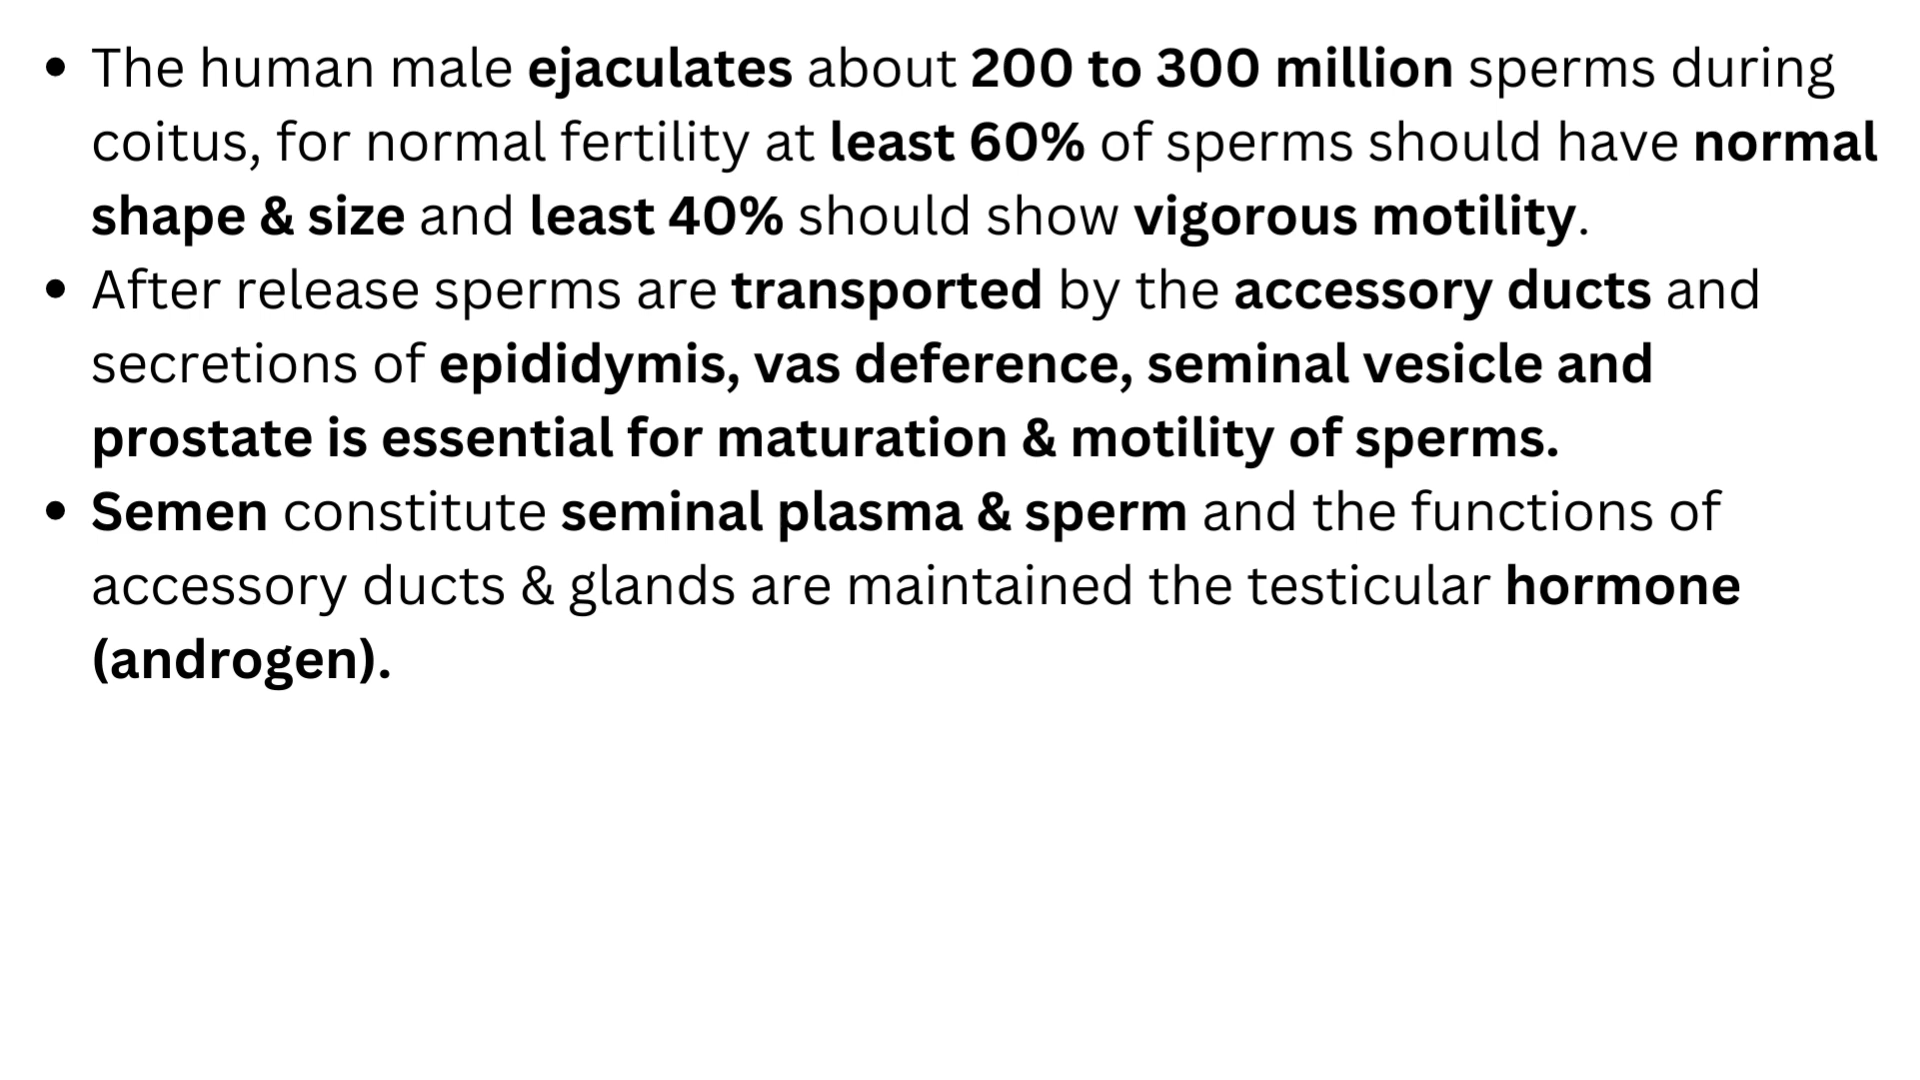 • The human male ejaculates about 200 to 300 million sperms during
coitus, for normal fertility at least 60% of sperms should have normal
shape & size and least 40% should show vigorous motility.
• After release sperms are transported by the accessory ducts and
secretions of epididymis, vas deference, seminal vesicle and
prostate is essential for maturation & motility of sperms.
• Semen constitute seminal plasma & sperm and the functions of
accessory ducts & glands are maintained the testicular hormone
(androgen).